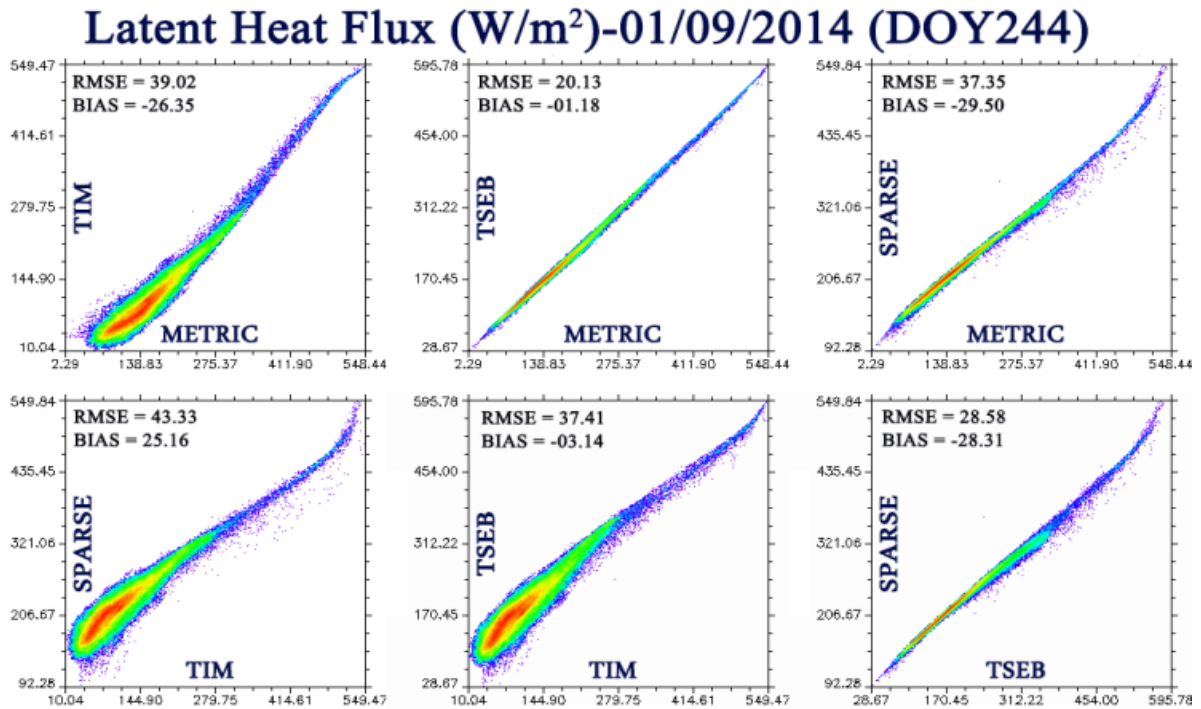 Latent Heat Flux (W/m²)-01/09/2014 (DOY244)
549.47
RMSE = 39.02
BIAS = -26.35
414.61
279.75
TIM
144.90
METRIC
10.04
2.29 138.83 275.37 411.90 548.44
595.78
RMSE = 20.13
BIAS = -01.18
454.00
312.22
TSEB
170.45
METRIC
28.67
2.29 138.83 275.37 411.90 548.44
549.84
RMSE = 37.35
BIAS = -29.50
435.45
321.06
SPARSE
206.67
METRIC
92.28
2.29 138.83 275.37 411.90 548.44
549.84
RMSE = 43.33
BIAS = 25.16
435.45
321.06
SPARSE
206.67
TIM
92.28
10.04 144.90 279.75 414.61 549.47
595.78
RMSE = 37.41
BIAS = -03.14
454.00
312.22
TSEB
170.45
TIM
28.67
10.04 144.90 279.75 414.61 549.47
549.84
RMSE = 28.58
BIAS = -28.31
435.45
321.06
SPARSE
206.67
TSEB
92.28
28.67 170.45 312.22 454.00 595.78